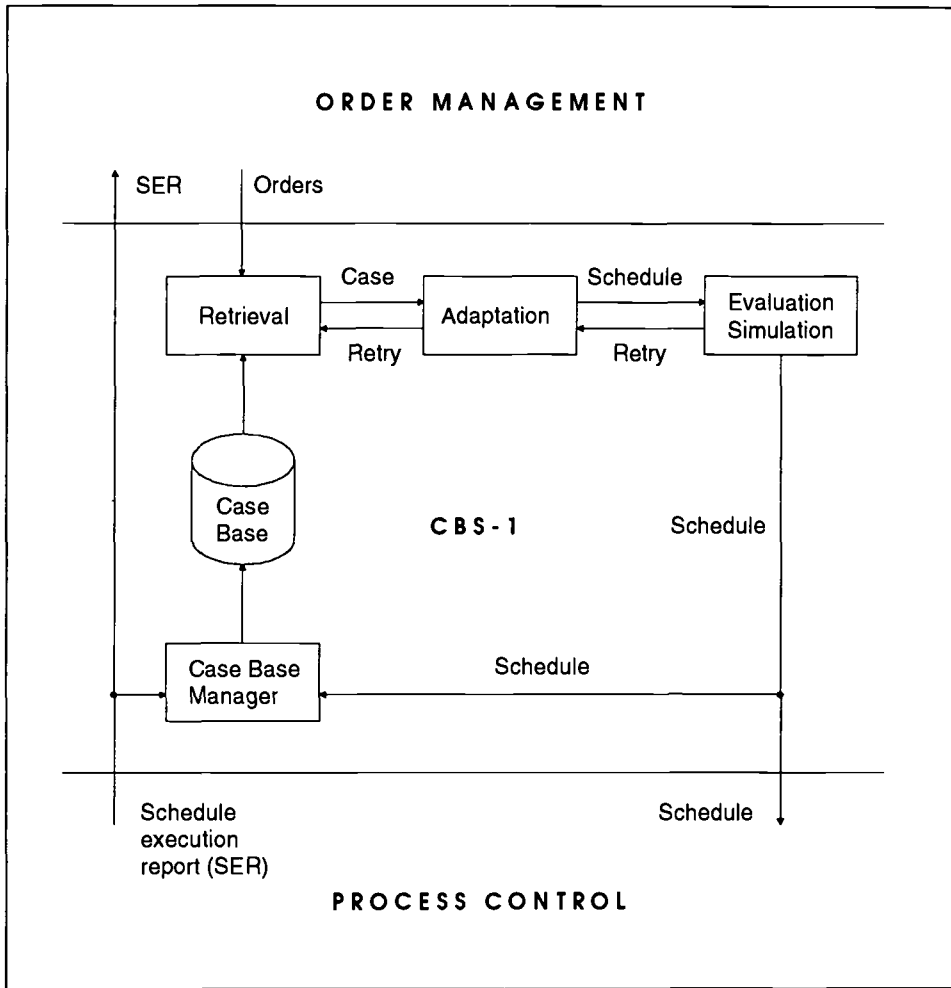 ORDER MANAGEMENT
SER
Orders
Case
Schedule
Retrieval
Adaptation
Evaluation
Simulation
Retry
Retry
Case
Base
CBS-1
Schedule
Case Base
Manager
Schedule
Schedule
execution
report (SER)
Schedule
PROCESS CONTROL